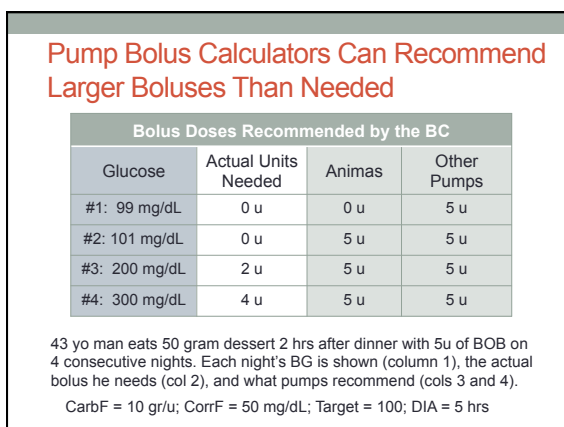 Pump Bolus Calculators Can Recommend
Larger Boluses Than Needed
Bolus Doses Recommended by the BC
Glucose Actual Units Needed Animas Other Pumps
#1: 99 mg/dL 0 u 0 u 5 u
#2: 101 mg/dL 0 u 5 u 5 u
#3: 200 mg/dL 2 u 5 u 5 u
#4: 300 mg/dL 4 u 5 u 5 u
43 yo man eats 50 gram dessert 2 hrs after dinner with 5u of BOB on
4 consecutive nights. Each night's BG is shown (column 1), the actual
bolus he needs (col 2), and what pumps recommend (cols 3 and 4).
CarbF = 10 gr/u; CorrF = 50 mg/dL; Target = 100; DIA = 5 hrs